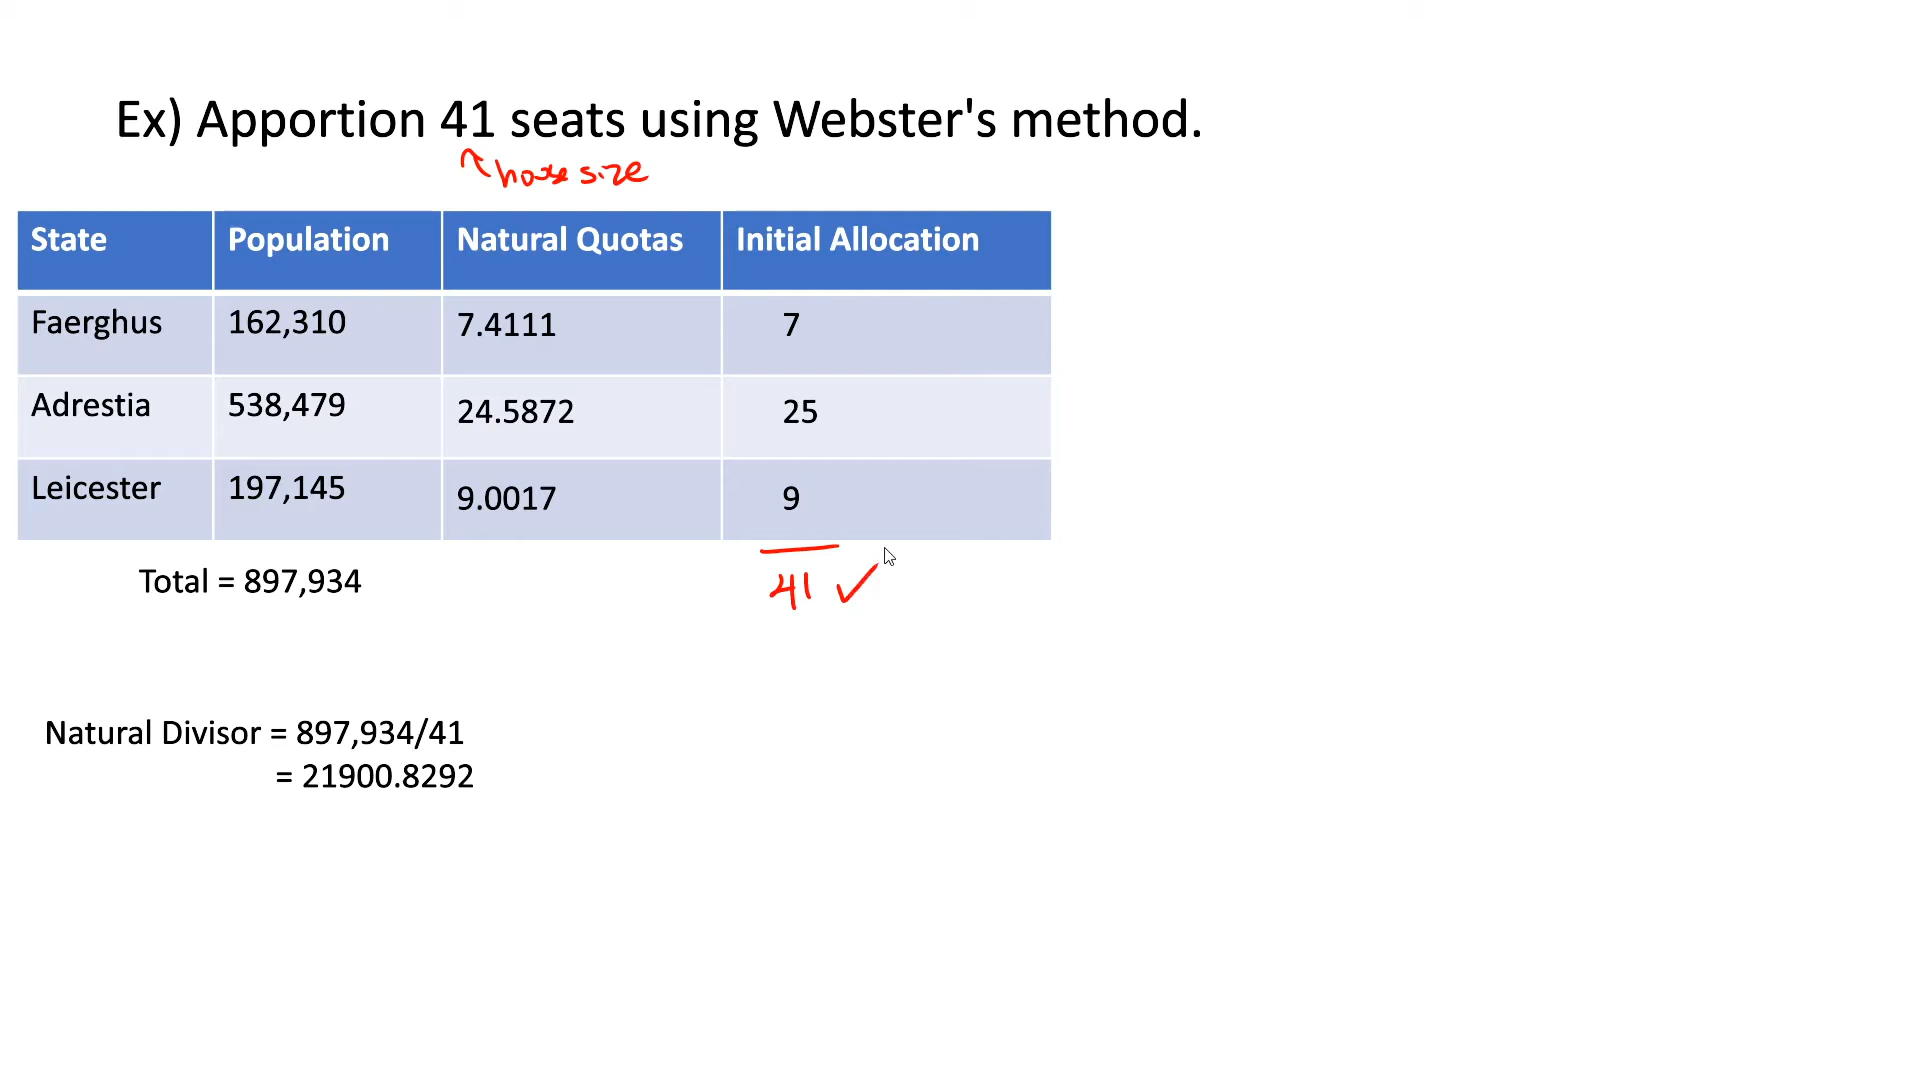 Ex) Apportion 41 seats using Webster's method.
house size
State Population Natural Quotas Initial Allocation
Faerghus 162,310 7.4111 7
Adrestia 538,479 24.5872 25
Leicester 197,145 9.0017 9
Total = 897,934 41 ✓
Natural Divisor = 897,934/41
= 21900.8292